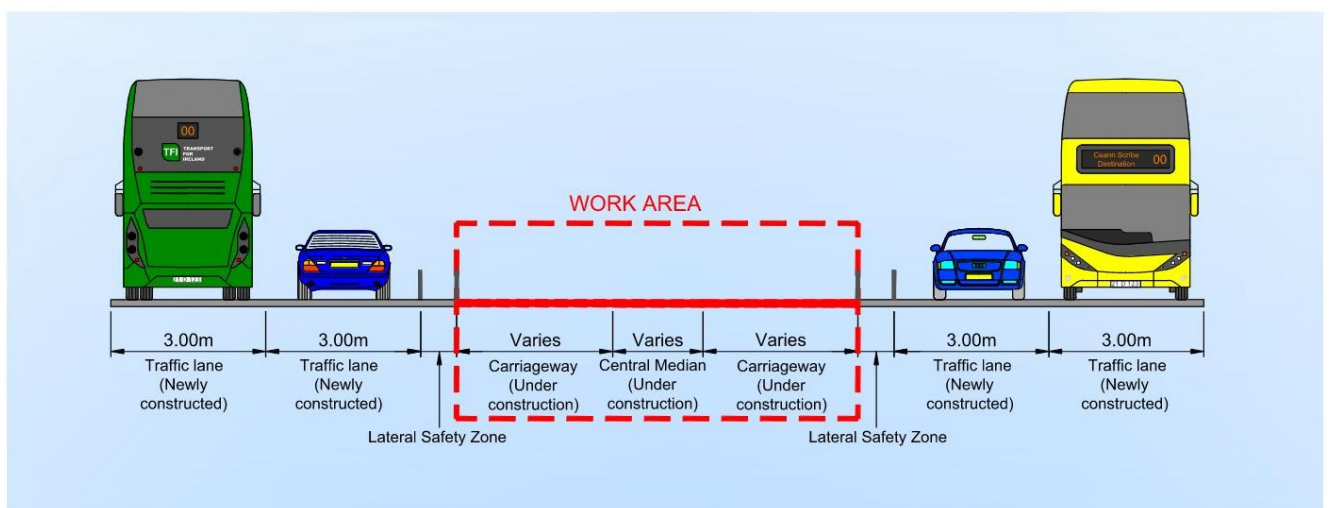 00
TFI TRANSPORT
FOR
IRELAND
Ceann Scríbe
Destination
00
WORK AREA
3.00m
Traffic lane
(Newly
constructed)
3.00m
Traffic lane
(Newly
constructed)
Varies
Carriageway
(Under
construction)
Varies
Central Median
(Under
construction)
Varies
Carriageway
(Under
construction)
3.00m
Traffic lane
(Newly
constructed)
3.00m
Traffic lane
(Newly
constructed)
Lateral Safety Zone
Lateral Safety Zone